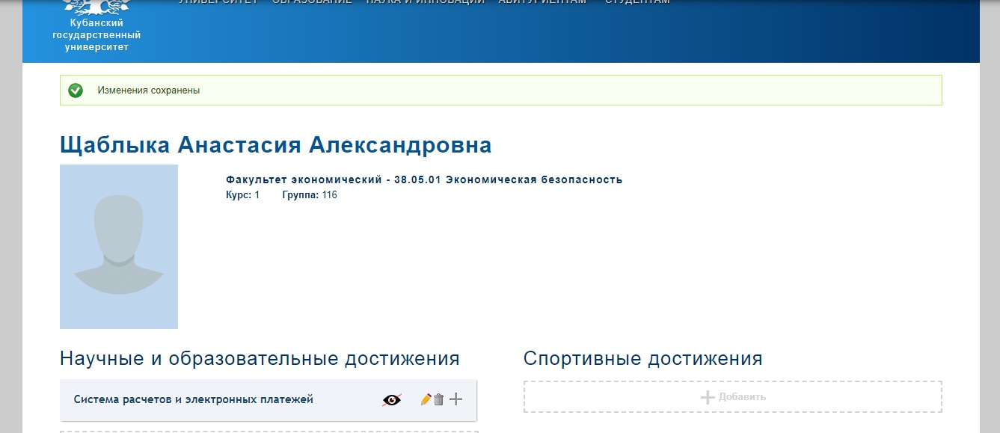 УНИВЕРСИТЕТ ОБРАЗОВАНИЕ НАУКА И ИННОВАЦИИ АБИТУРИЕНТАМ СТУДЕНТАМ
Кубанский
государственный
университет
Изменения сохранены
Щаблыка Анастасия Александровна
Факультет экономический - 38.05.01 Экономическая безопасность
Курс: 1 Группа: 116
Научные и образовательные достижения
Спортивные достижения
Система расчетов и электронных платежей
Добавить